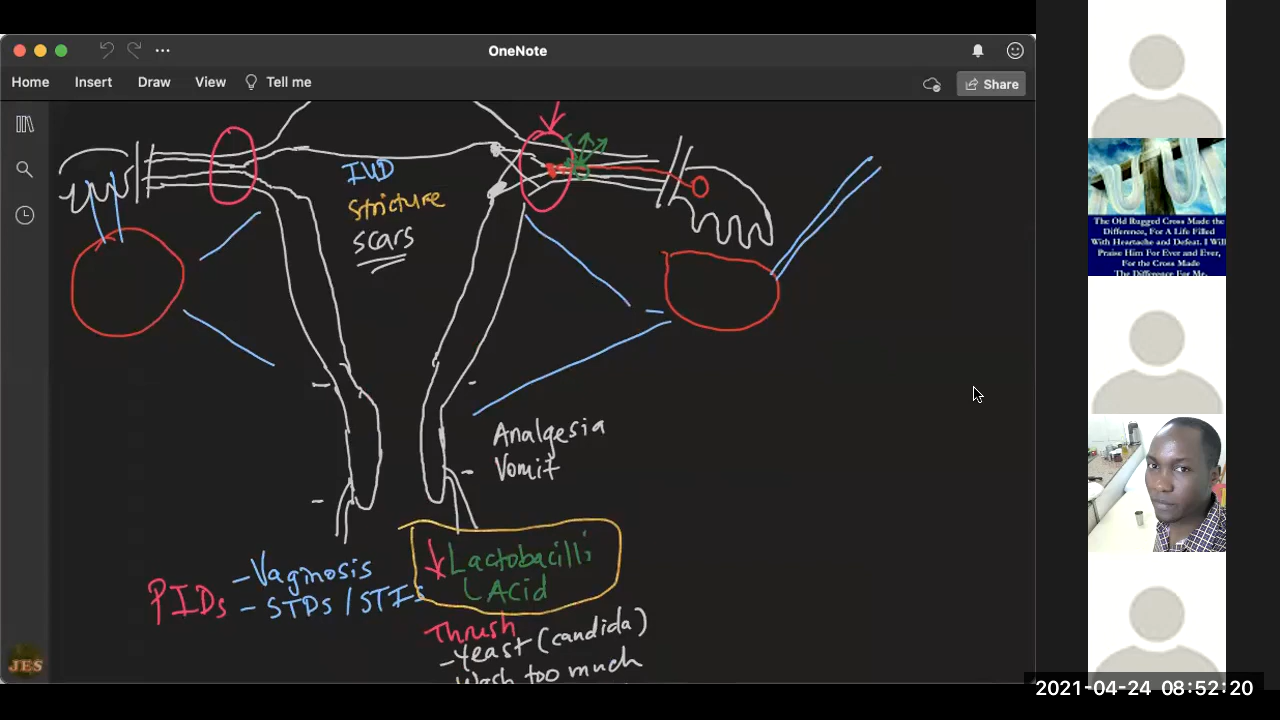 OneNote
Home Insert Draw View Tell me
Share
IUD
Stricture
scars
Analgesia
Vomit
PIDs
- Vaginosis
- STDs / STIs
Lactobacilli
Acid
Thrush
- Yeast (candida)
- Wash too much
JES
The Old Rugged Cross Made the
Difference, For A Life Filled
With Heartache and Defeat. I Will
Praise Him For Ever and Ever,
For the Cross Made
The Difference For Me.
2021-04-24 08:52:20